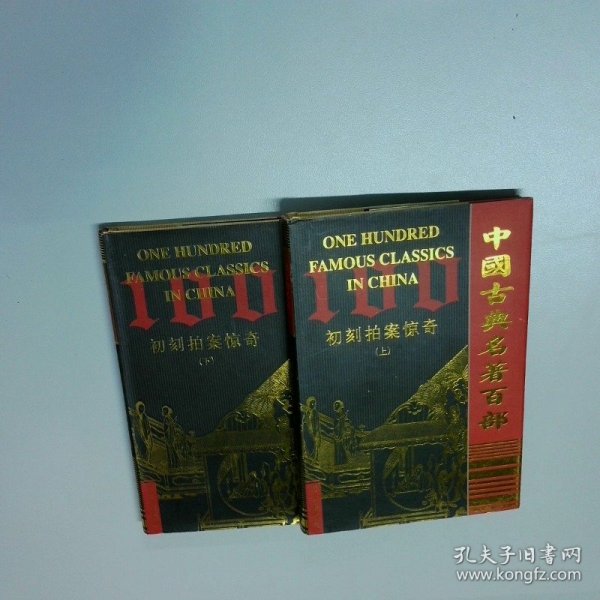 ONE HUNDRED
FAMOUS CLASSICS
IN CHINA
100
初刻拍案惊奇
(下)
ONE HUNDRED
FAMOUS CLASSICS
IN CHINA
100
初刻拍案惊奇
(上)
中國古典名著百部
孔夫子旧书网
www.kongfz.com